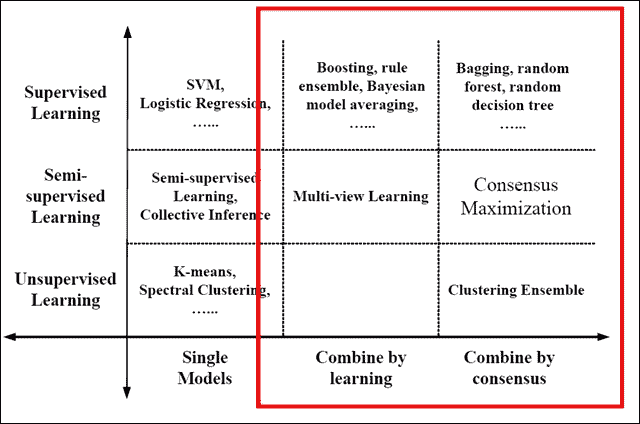 Supervised
Learning
SVM,
Logistic Regression,
…...
Boosting, rule
ensemble, Bayesian
model averaging,
…...
Bagging, random
forest, random
decision tree
…...
Semi-
supervised
Learning
Semi-supervised
Learning,
Collective Inference
Multi-view Learning
Consensus
Maximization
Unsupervised
Learning
K-means,
Spectral Clustering,
…...
Clustering Ensemble
Single
Models
Combine by
learning
Combine by
consensus